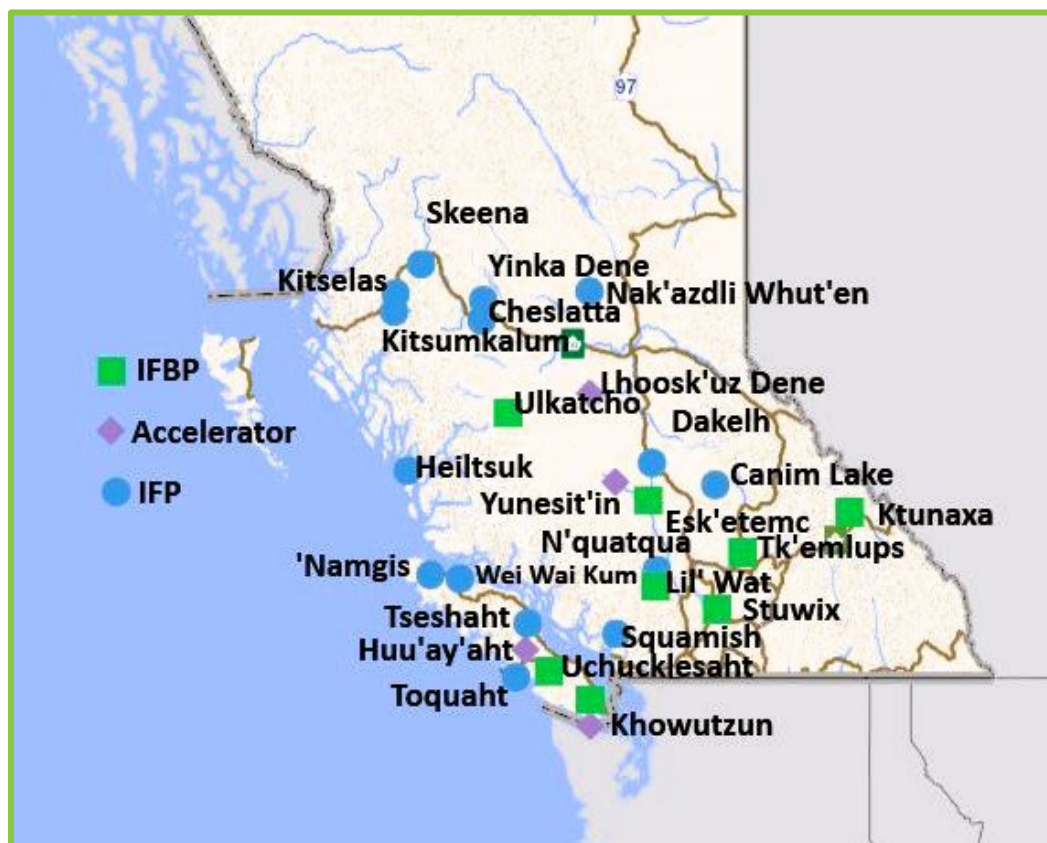 97
Skeena
Yinka Dene
Kitselas
Nak'azdli Whut'en
Cheslatta
Kitsumkalum
IFBP
Lhoosk'uz Dene
Ulkatcho
Dakelh
Accelerator
Heiltsuk
Canim Lake
IFP
Yunesit'in
Ktunaxa
Esk'etemc
N'quatqua
Tk'emlups
'Namgis
Wei Wai Kum
Lil' Wat
Stuwix
Tseshaht
Squamish
Huu'ay'aht
Uchucklesaht
Toquaht
Khowutzun